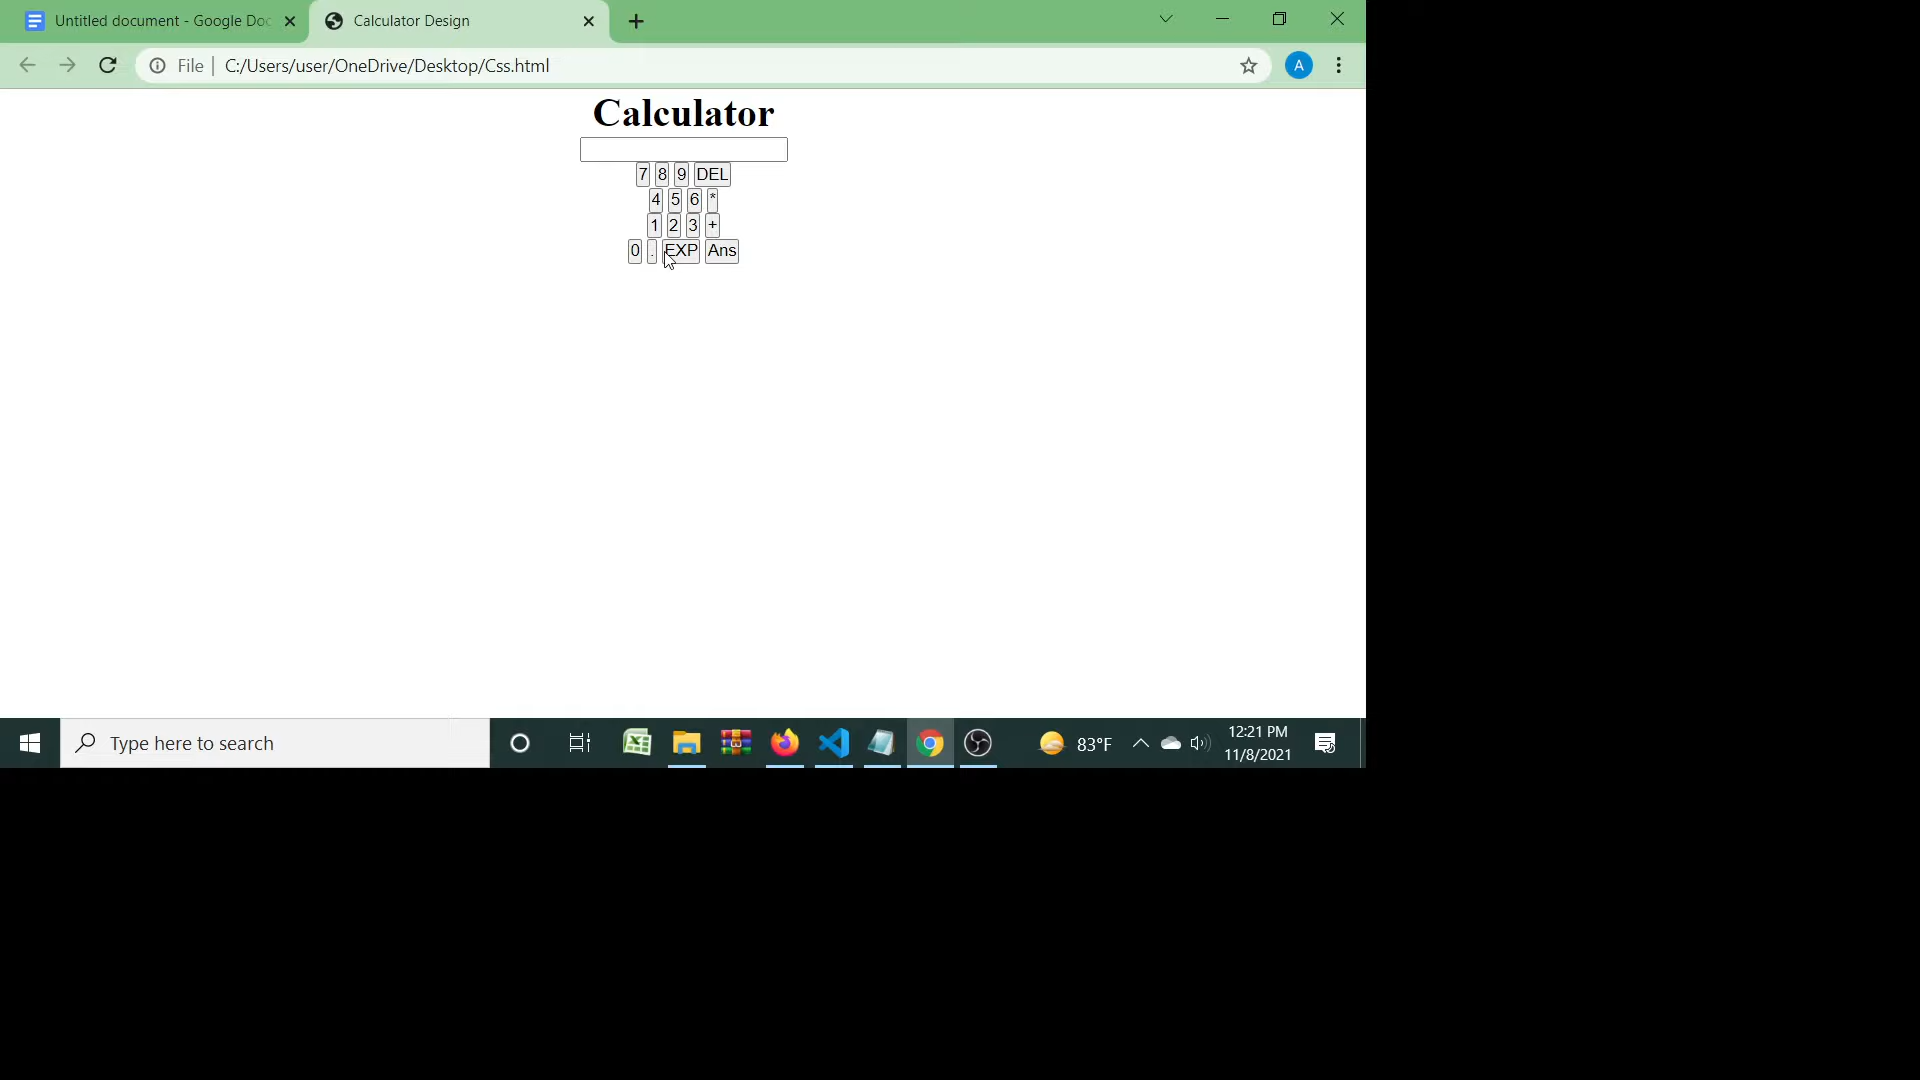 Untitled document - Google Doc
Calculator Design
File
C:/Users/user/OneDrive/Desktop/Css.html
A
Calculator
7 8 9 DEL
4 5 6 *
1 2 3 +
0 . EXP Ans
Type here to search
83°F
12:21 PM
11/8/2021